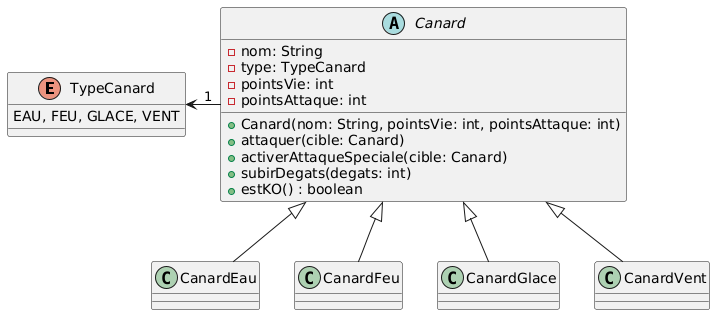 A Canard
nom: String
type: TypeCanard
pointsVie: int
pointsAttaque: int
Canard(nom: String, pointsVie: int, pointsAttaque: int)
attaquer(cible: Canard)
activerAttaqueSpeciale(cible: Canard)
subirDegats(degats: int)
estKO() : boolean
E TypeCanard
EAU, FEU, GLACE, VENT
1
C CanardEau
C CanardFeu
C CanardGlace
C CanardVent